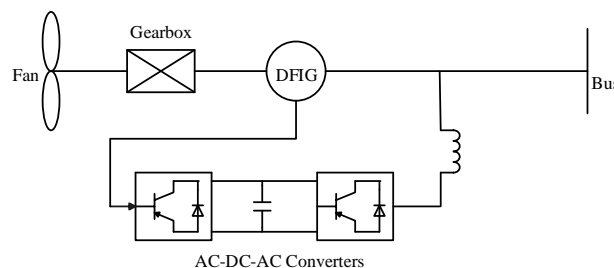 Gearbox
Fan
DFIG
Bus
AC-DC-AC Converters